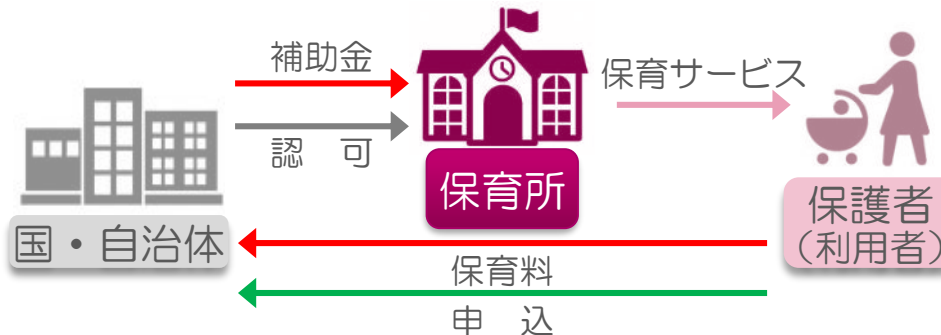 補助金
認　可
保育サービス
保育所
国・自治体
保護者
（利用者）
保育料
申　込